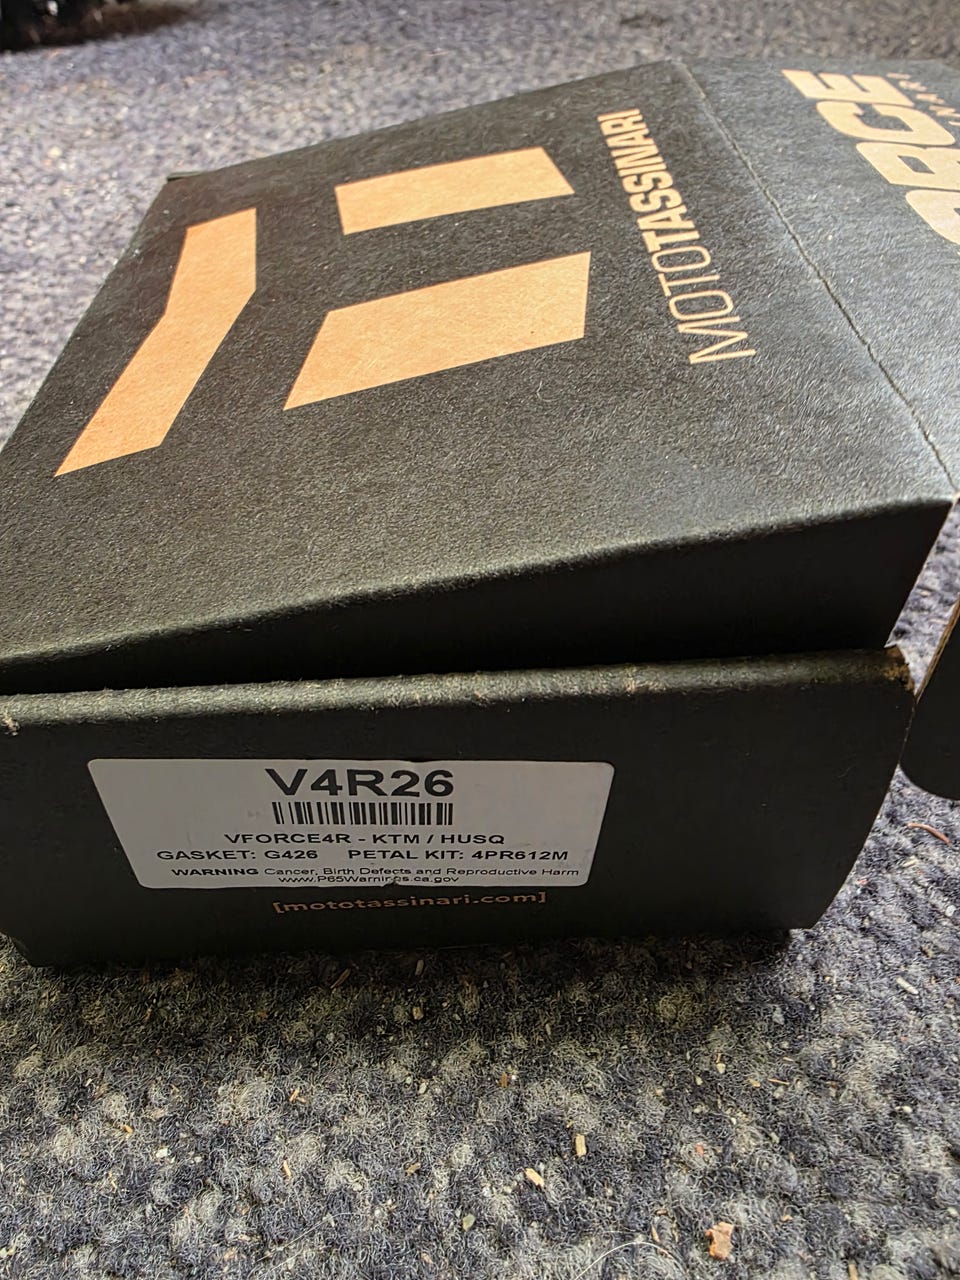 MOTOTASSINARI
V4R26
VFORCE4R - KTM / HUSQ
GASKET: G426 PETAL KIT: 4PR612M
WARNING Cancer, Birth Defects and Reproductive Harm
www.P65Warnings.ca.gov
[mototassinari.com]